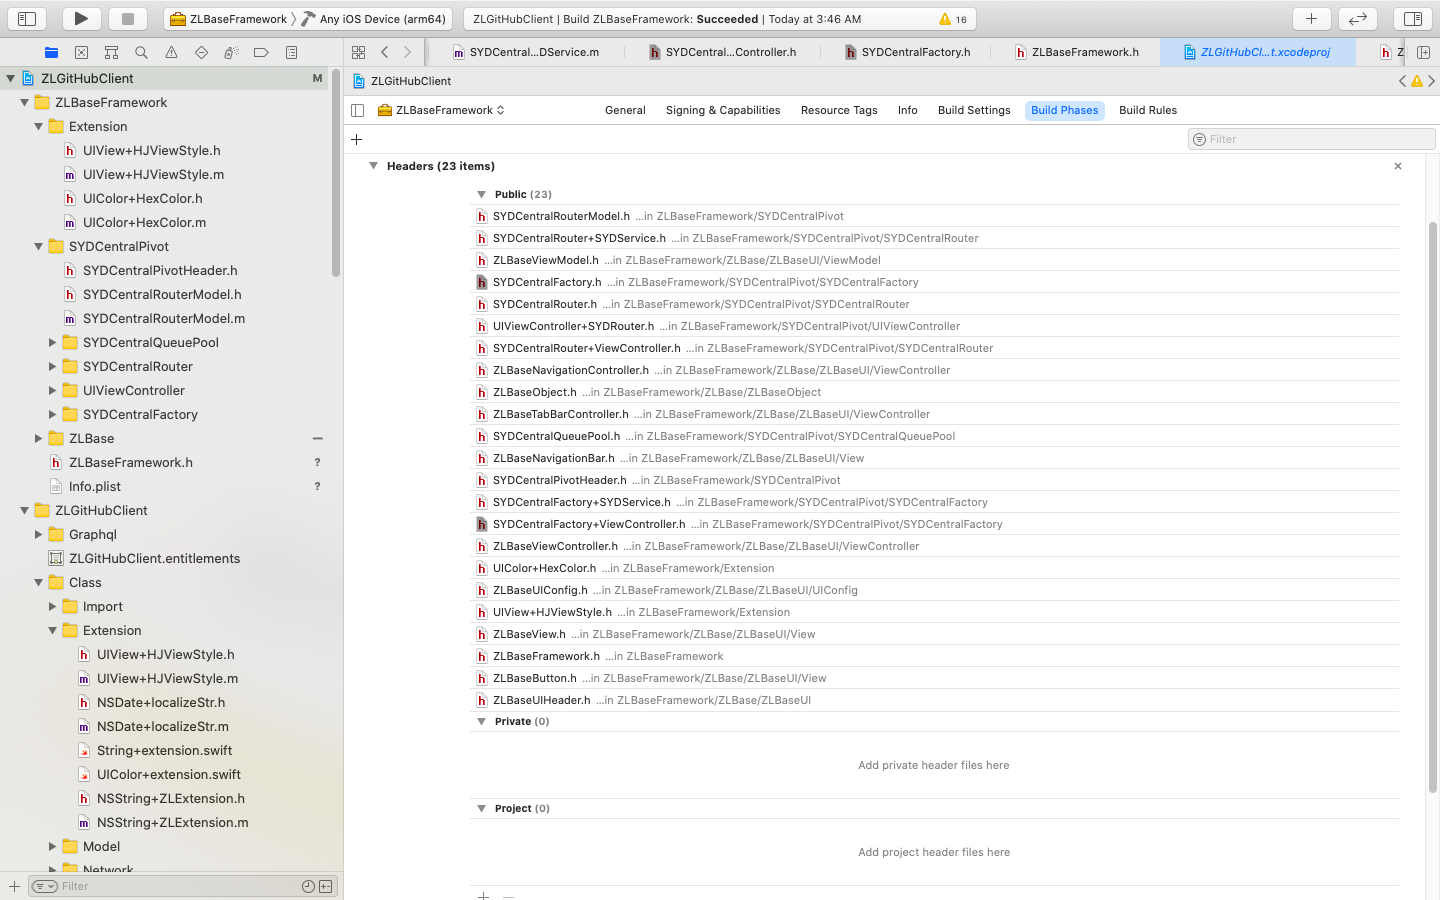 ZLBaseFramework
Any iOS Device (arm64)
ZLGitHubClient | Build ZLBaseFramework: Succeeded | Today at 3:46 AM
16
SYDCentral...DService.m
SYDCentral...Controller.h
SYDCentralFactory.h
ZLBaseFramework.h
ZLGitHubCl...t.xcodeproj
ZLGitHubClient
M
ZLBaseFramework
Extension
UIView+HJViewStyle.h
UIView+HJViewStyle.m
UIColor+HexColor.h
UIColor+HexColor.m
SYDCentralPivot
SYDCentralPivotHeader.h
SYDCentralRouterModel.h
SYDCentralRouterModel.m
SYDCentralQueuePool
SYDCentralRouter
UIViewController
SYDCentralFactory
ZLBase
ZLBaseFramework.h
?
Info.plist
?
ZLGitHubClient
Graphql
ZLGitHubClient.entitlements
Class
Import
Extension
UIView+HJViewStyle.h
UIView+HJViewStyle.m
NSDate+localizeStr.h
NSDate+localizeStr.m
String+extension.swift
UIColor+extension.swift
NSString+ZLExtension.h
NSString+ZLExtension.m
Model
Network
Filter
ZLGitHubClient
ZLBaseFramework
General
Signing & Capabilities
Resource Tags
Info
Build Settings
Build Phases
Build Rules
Filter
Headers (23 items)
Public (23)
SYDCentralRouterModel.h ...in ZLBaseFramework/SYDCentralPivot
SYDCentralRouter+SYDService.h ...in ZLBaseFramework/SYDCentralPivot/SYDCentralRouter
ZLBaseViewModel.h ...in ZLBaseFramework/ZLBase/ZLBaseUI/ViewModel
SYDCentralFactory.h ...in ZLBaseFramework/SYDCentralPivot/SYDCentralFactory
SYDCentralRouter.h ...in ZLBaseFramework/SYDCentralPivot/SYDCentralRouter
UIViewController+SYDRouter.h ...in ZLBaseFramework/SYDCentralPivot/UIViewController
SYDCentralRouter+ViewController.h ...in ZLBaseFramework/SYDCentralPivot/SYDCentralRouter
ZLBaseNavigationController.h ...in ZLBaseFramework/ZLBase/ZLBaseUI/ViewController
ZLBaseObject.h ...in ZLBaseFramework/ZLBase/ZLBaseObject
ZLBaseTabBarController.h ...in ZLBaseFramework/ZLBase/ZLBaseUI/ViewController
SYDCentralQueuePool.h ...in ZLBaseFramework/SYDCentralPivot/SYDCentralQueuePool
ZLBaseNavigationBar.h ...in ZLBaseFramework/ZLBase/ZLBaseUI/View
SYDCentralPivotHeader.h ...in ZLBaseFramework/SYDCentralPivot
SYDCentralFactory+SYDService.h ...in ZLBaseFramework/SYDCentralPivot/SYDCentralFactory
SYDCentralFactory+ViewController.h ...in ZLBaseFramework/SYDCentralPivot/SYDCentralFactory
ZLBaseViewController.h ...in ZLBaseFramework/ZLBase/ZLBaseUI/ViewController
UIColor+HexColor.h ...in ZLBaseFramework/Extension
ZLBaseUIConfig.h ...in ZLBaseFramework/ZLBase/ZLBaseUI/UIConfig
UIView+HJViewStyle.h ...in ZLBaseFramework/Extension
ZLBaseView.h ...in ZLBaseFramework/ZLBase/ZLBaseUI/View
ZLBaseFramework.h ...in ZLBaseFramework
ZLBaseButton.h ...in ZLBaseFramework/ZLBase/ZLBaseUI/View
ZLBaseUIHeader.h ...in ZLBaseFramework/ZLBase/ZLBaseUI
Private (0)
Add private header files here
Project (0)
Add project header files here